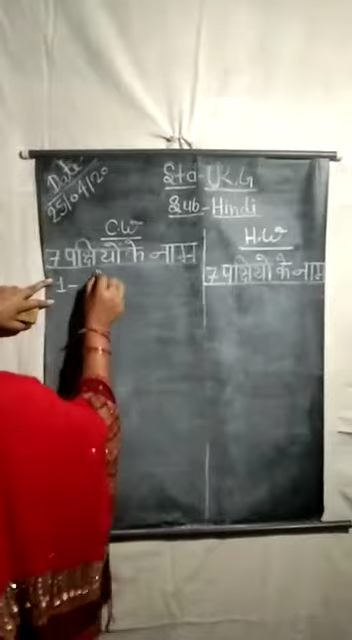 Date
25/04/20
Std-U.K.G
Sub-Hindi
C.W
7 पक्षियों के नाम
1-
H.W
7 पक्षियों के नाम